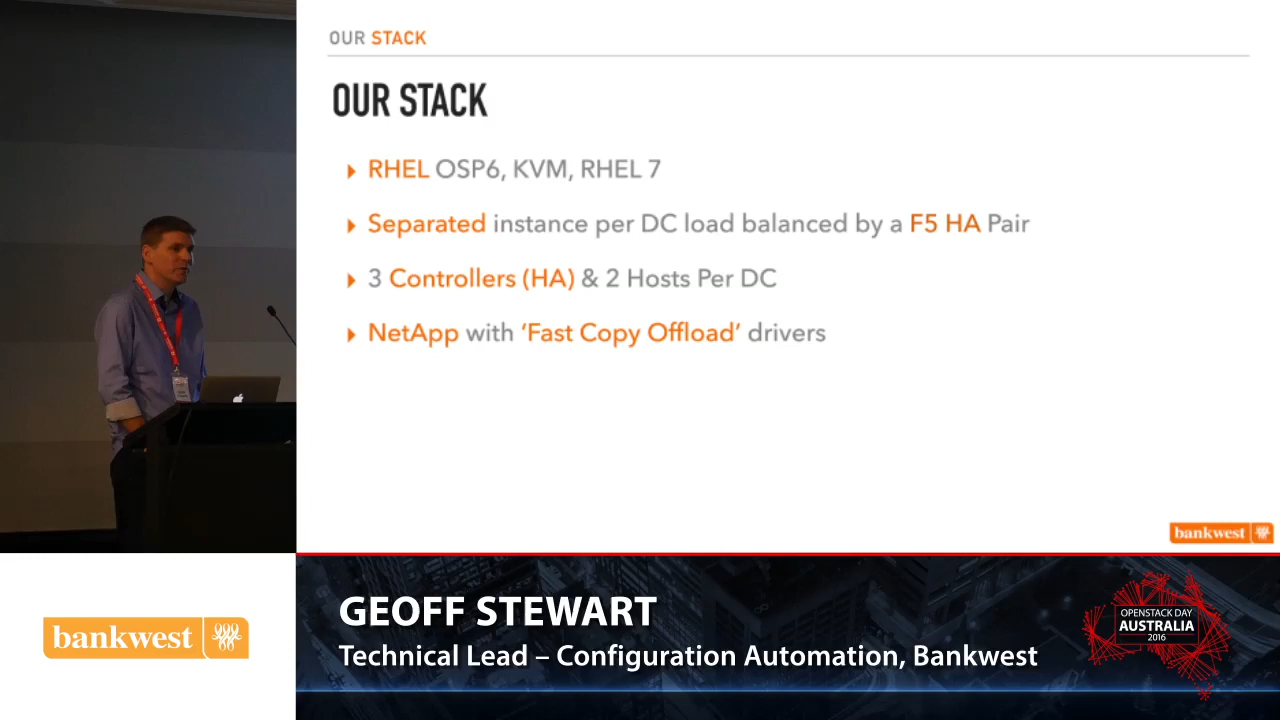 OUR STACK
OUR STACK
RHEL OSP6, KVM, RHEL 7
Separated instance per DC load balanced by a F5 HA Pair
3 Controllers (HA) & 2 Hosts Per DC
NetApp with ‘Fast Copy Offload’ drivers
bankwest
bankwest
GEOFF STEWART
Technical Lead – Configuration Automation, Bankwest
OPENSTACK DAY
AUSTRALIA
2016